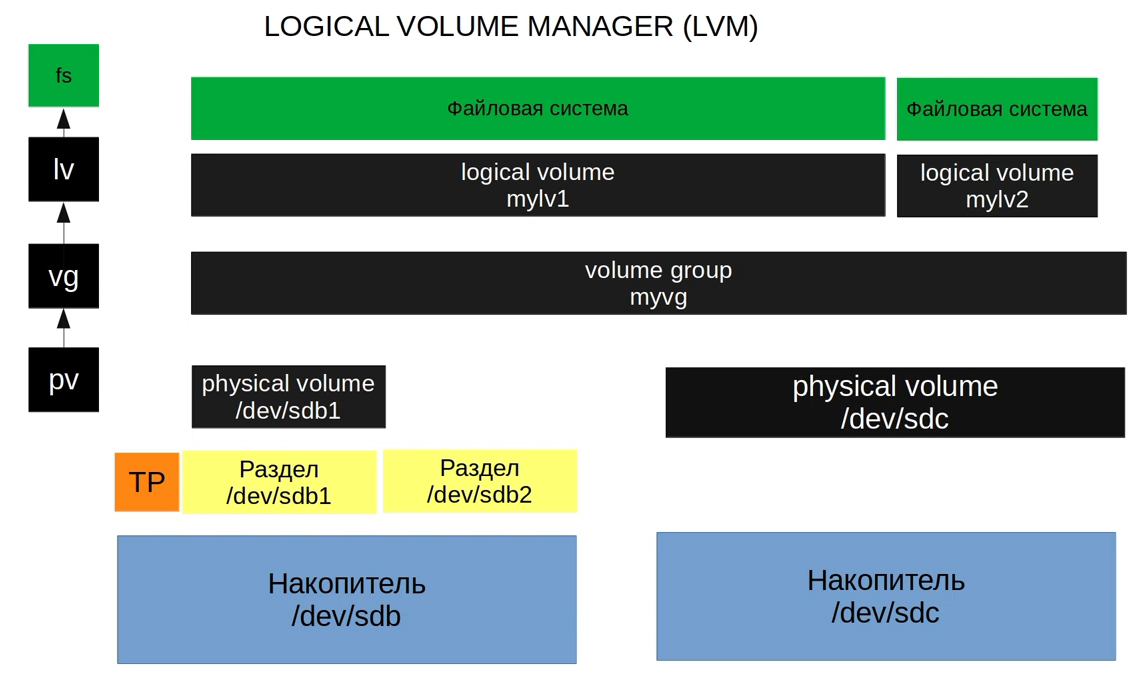 LOGICAL VOLUME MANAGER (LVM)
fs
Файловая система
Файловая система
lv
logical volume
mylv1
logical volume
mylv2
vg
volume group
myvg
pv
physical volume
/dev/sdb1
physical volume
/dev/sdc
ТР
Раздел
/dev/sdb1
Раздел
/dev/sdb2
Накопитель
/dev/sdb
Накопитель
/dev/sdc